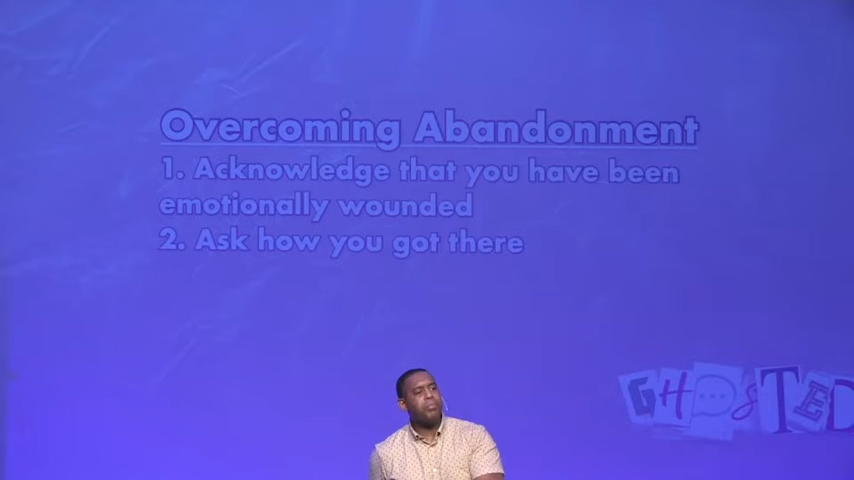 Overcoming Abandonment
1. Acknowledge that you have been
emotionally wounded
2. Ask how you got there
GHOSTED